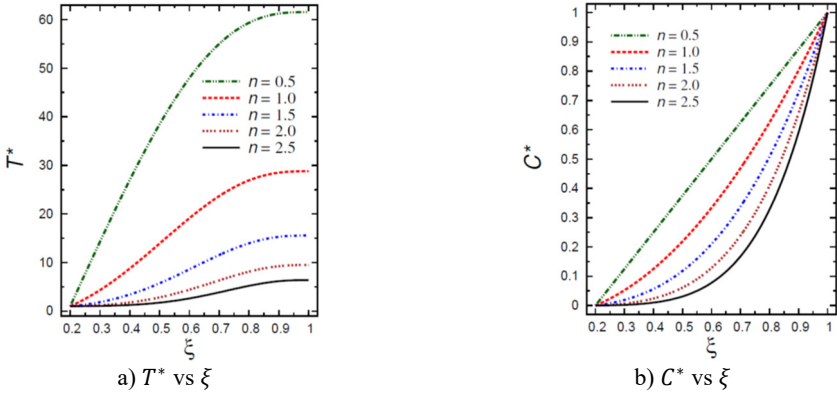 60
50
40
30
20
10
0
T*
n = 0.5
n = 1.0
n = 1.5
n = 2.0
n = 2.5
0.2 0.3 0.4 0.5 0.6 0.7 0.8 0.9 1
ξ
a) T* vs ξ
1
0.9
0.8
0.7
0.6
0.5
0.4
0.3
0.2
0.1
0
C*
n = 0.5
n = 1.0
n = 1.5
n = 2.0
n = 2.5
0.2 0.3 0.4 0.5 0.6 0.7 0.8 0.9 1
ξ
b) C* vs ξ